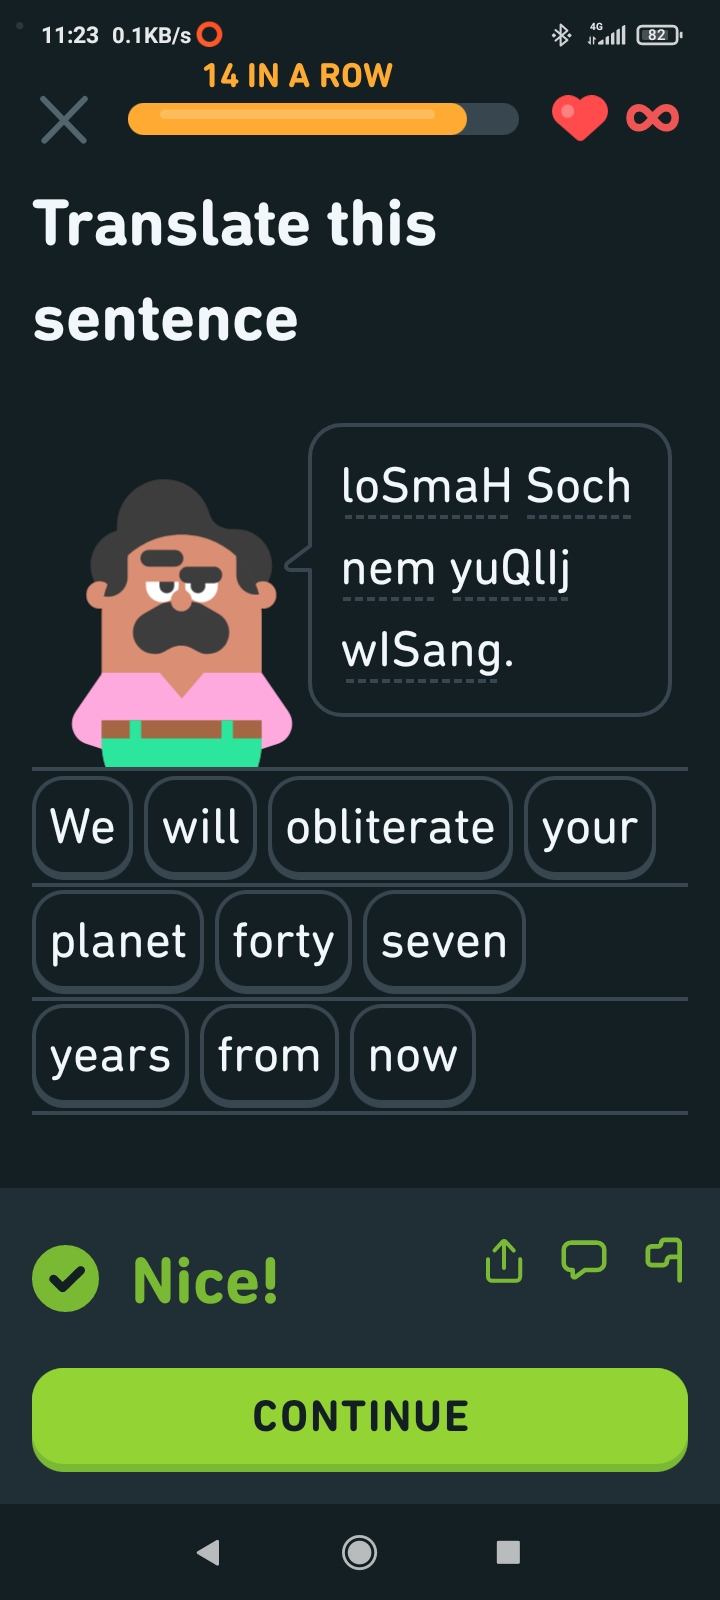 11:23 0.1KB/s 4G 82
14 IN A ROW
Translate this
sentence
loSmaH Soch
nem yuQlIj
wISang.
We will obliterate your
planet forty seven
years from now
Nice!
CONTINUE